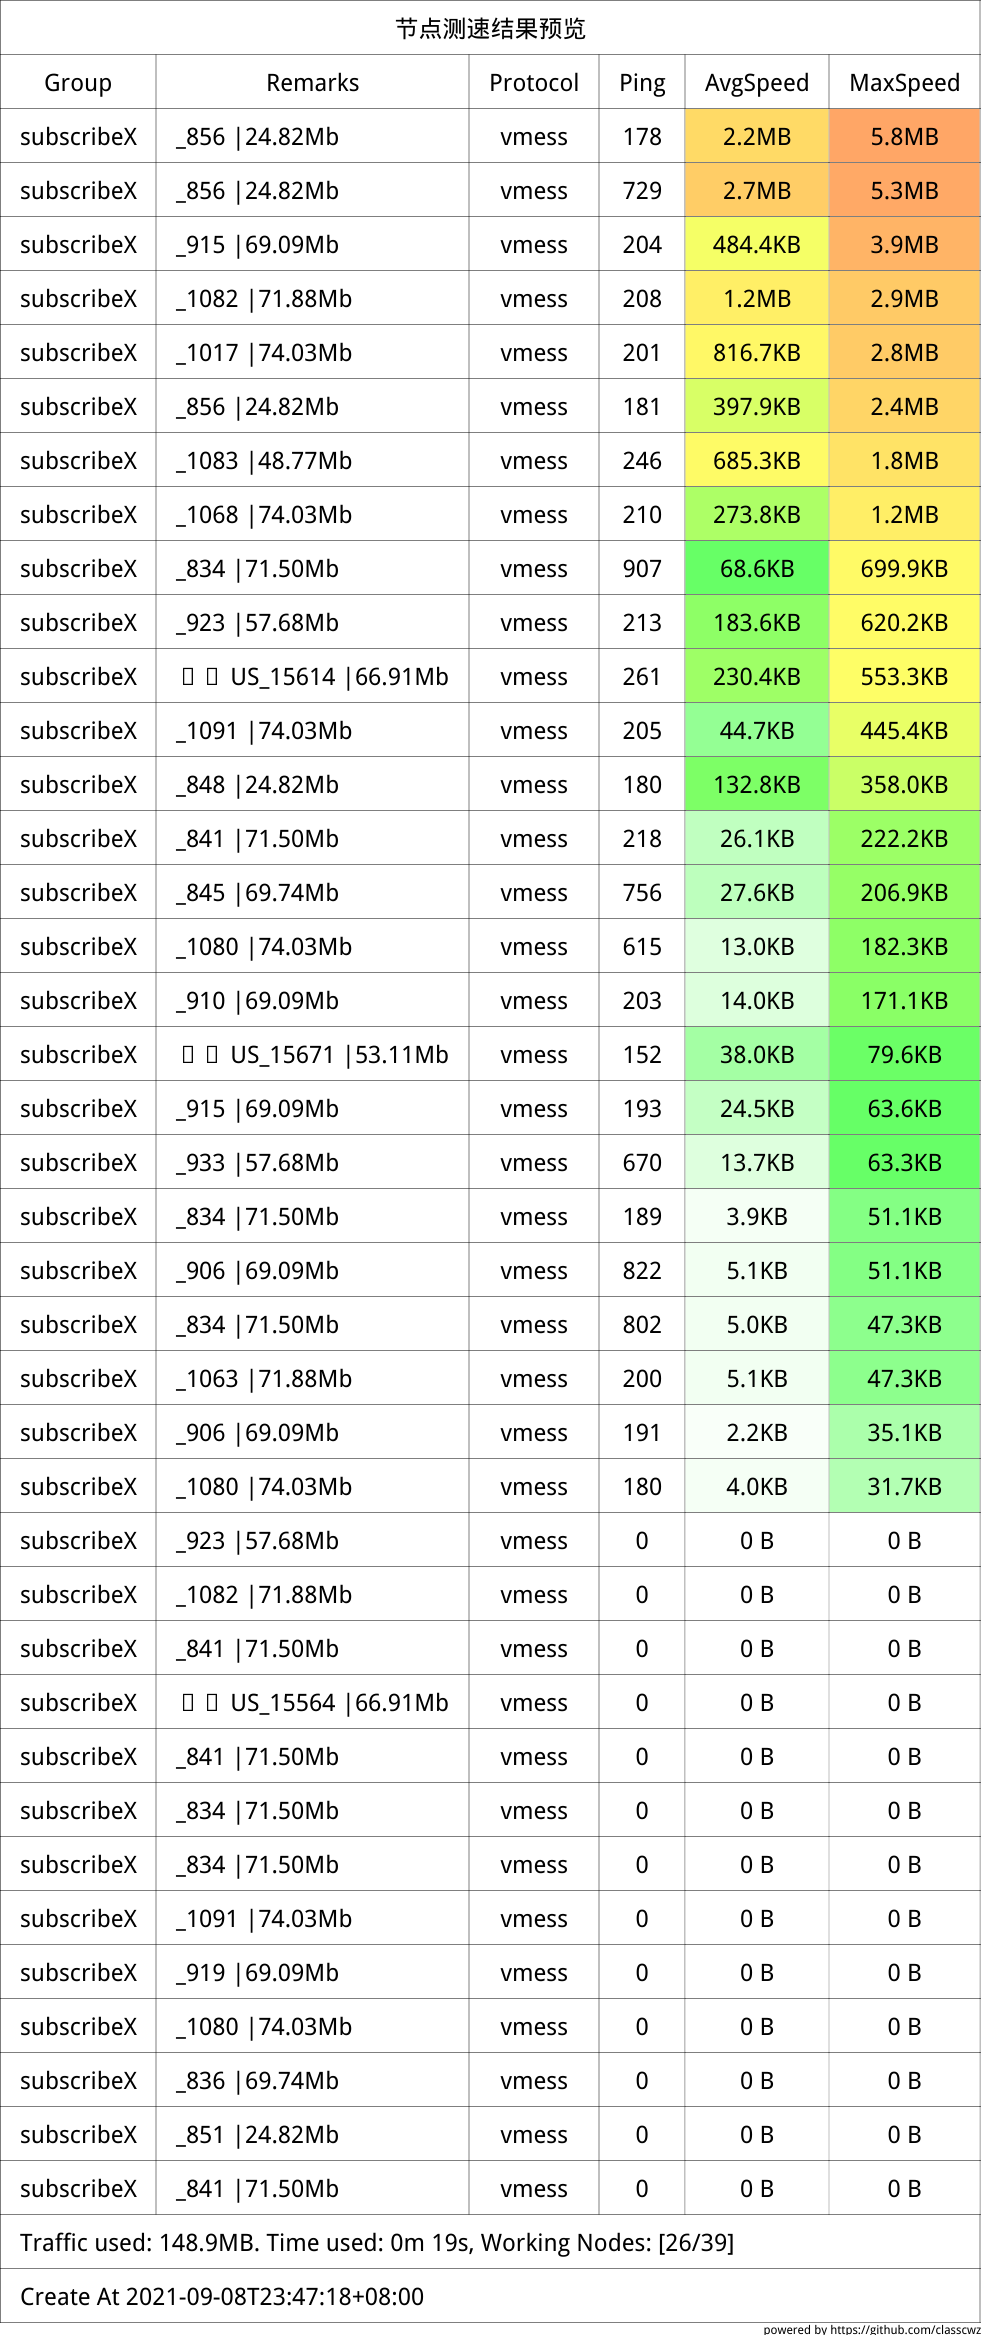 节点测速结果预览
Group Remarks Protocol Ping AvgSpeed MaxSpeed
subscribeX _856 |24.82Mb vmess 178 2.2MB 5.8MB
subscribeX _856 |24.82Mb vmess 729 2.7MB 5.3MB
subscribeX _915 |69.09Mb vmess 204 484.4KB 3.9MB
subscribeX _1082 |71.88Mb vmess 208 1.2MB 2.9MB
subscribeX _1017 |74.03Mb vmess 201 816.7KB 2.8MB
subscribeX _856 |24.82Mb vmess 181 397.9KB 2.4MB
subscribeX _1083 |48.77Mb vmess 246 685.3KB 1.8MB
subscribeX _1068 |74.03Mb vmess 210 273.8KB 1.2MB
subscribeX _834 |71.50Mb vmess 907 68.6KB 699.9KB
subscribeX _923 |57.68Mb vmess 213 183.6KB 620.2KB
subscribeX US_15614 |66.91Mb vmess 261 230.4KB 553.3KB
subscribeX _1091 |74.03Mb vmess 205 44.7KB 445.4KB
subscribeX _848 |24.82Mb vmess 180 132.8KB 358.0KB
subscribeX _841 |71.50Mb vmess 218 26.1KB 222.2KB
subscribeX _845 |69.74Mb vmess 756 27.6KB 206.9KB
subscribeX _1080 |74.03Mb vmess 615 13.0KB 182.3KB
subscribeX _910 |69.09Mb vmess 203 14.0KB 171.1KB
subscribeX US_15671 |53.11Mb vmess 152 38.0KB 79.6KB
subscribeX _915 |69.09Mb vmess 193 24.5KB 63.6KB
subscribeX _933 |57.68Mb vmess 670 13.7KB 63.3KB
subscribeX _834 |71.50Mb vmess 189 3.9KB 51.1KB
subscribeX _906 |69.09Mb vmess 822 5.1KB 51.1KB
subscribeX _834 |71.50Mb vmess 802 5.0KB 47.3KB
subscribeX _1063 |71.88Mb vmess 200 5.1KB 47.3KB
subscribeX _906 |69.09Mb vmess 191 2.2KB 35.1KB
subscribeX _1080 |74.03Mb vmess 180 4.0KB 31.7KB
subscribeX _923 |57.68Mb vmess 0 0 B 0 B
subscribeX _1082 |71.88Mb vmess 0 0 B 0 B
subscribeX _841 |71.50Mb vmess 0 0 B 0 B
subscribeX US_15564 |66.91Mb vmess 0 0 B 0 B
subscribeX _841 |71.50Mb vmess 0 0 B 0 B
subscribeX _834 |71.50Mb vmess 0 0 B 0 B
subscribeX _834 |71.50Mb vmess 0 0 B 0 B
subscribeX _1091 |74.03Mb vmess 0 0 B 0 B
subscribeX _919 |69.09Mb vmess 0 0 B 0 B
subscribeX _1080 |74.03Mb vmess 0 0 B 0 B
subscribeX _836 |69.74Mb vmess 0 0 B 0 B
subscribeX _851 |24.82Mb vmess 0 0 B 0 B
subscribeX _841 |71.50Mb vmess 0 0 B 0 B
Traffic used: 148.9MB. Time used: 0m 19s, Working Nodes: [26/39]
Create At 2021-09-08T23:47:18+08:00
powered by https://github.com/classcwz